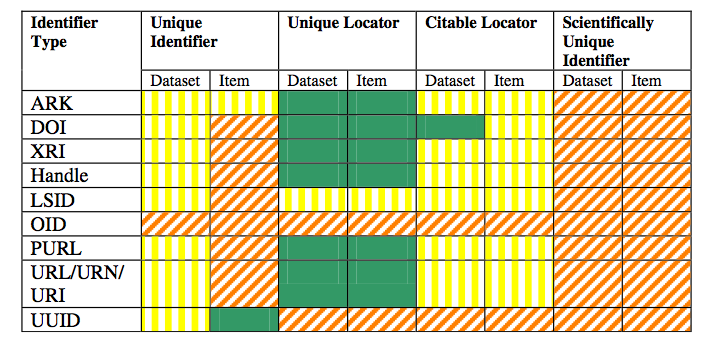 Identifier Type
Unique Identifier
Unique Locator
Citable Locator
Scientifically Unique Identifier
Dataset Item Dataset Item Dataset Item Dataset Item
ARK
DOI
XRI
Handle
LSID
OID
PURL
URL/URN/
URI
UUID